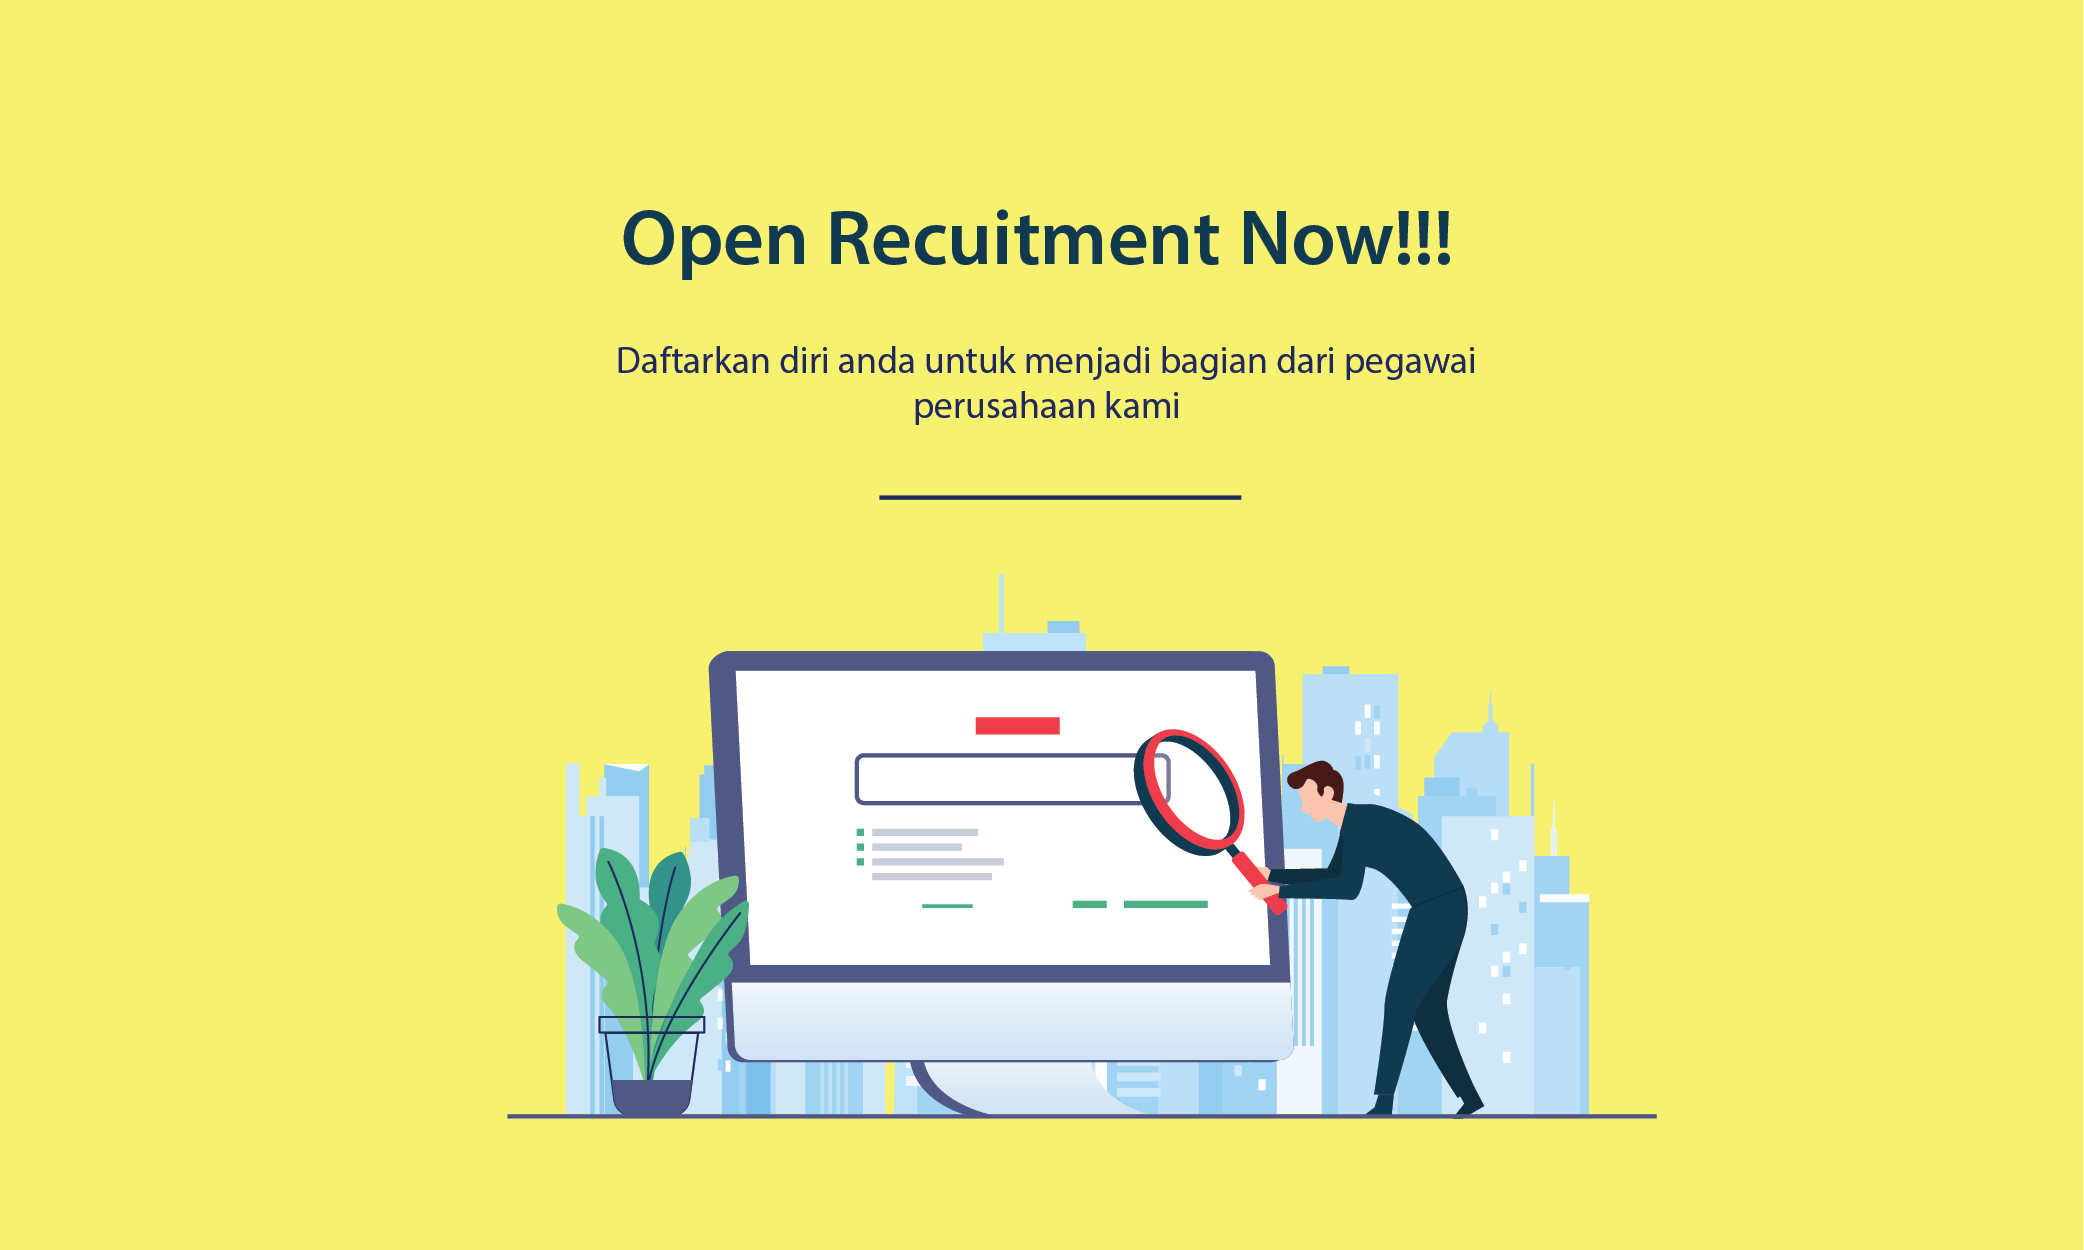 Open Recuitment Now!!!
Daftarkan diri anda untuk menjadi bagian dari pegawai
perusahaan kami